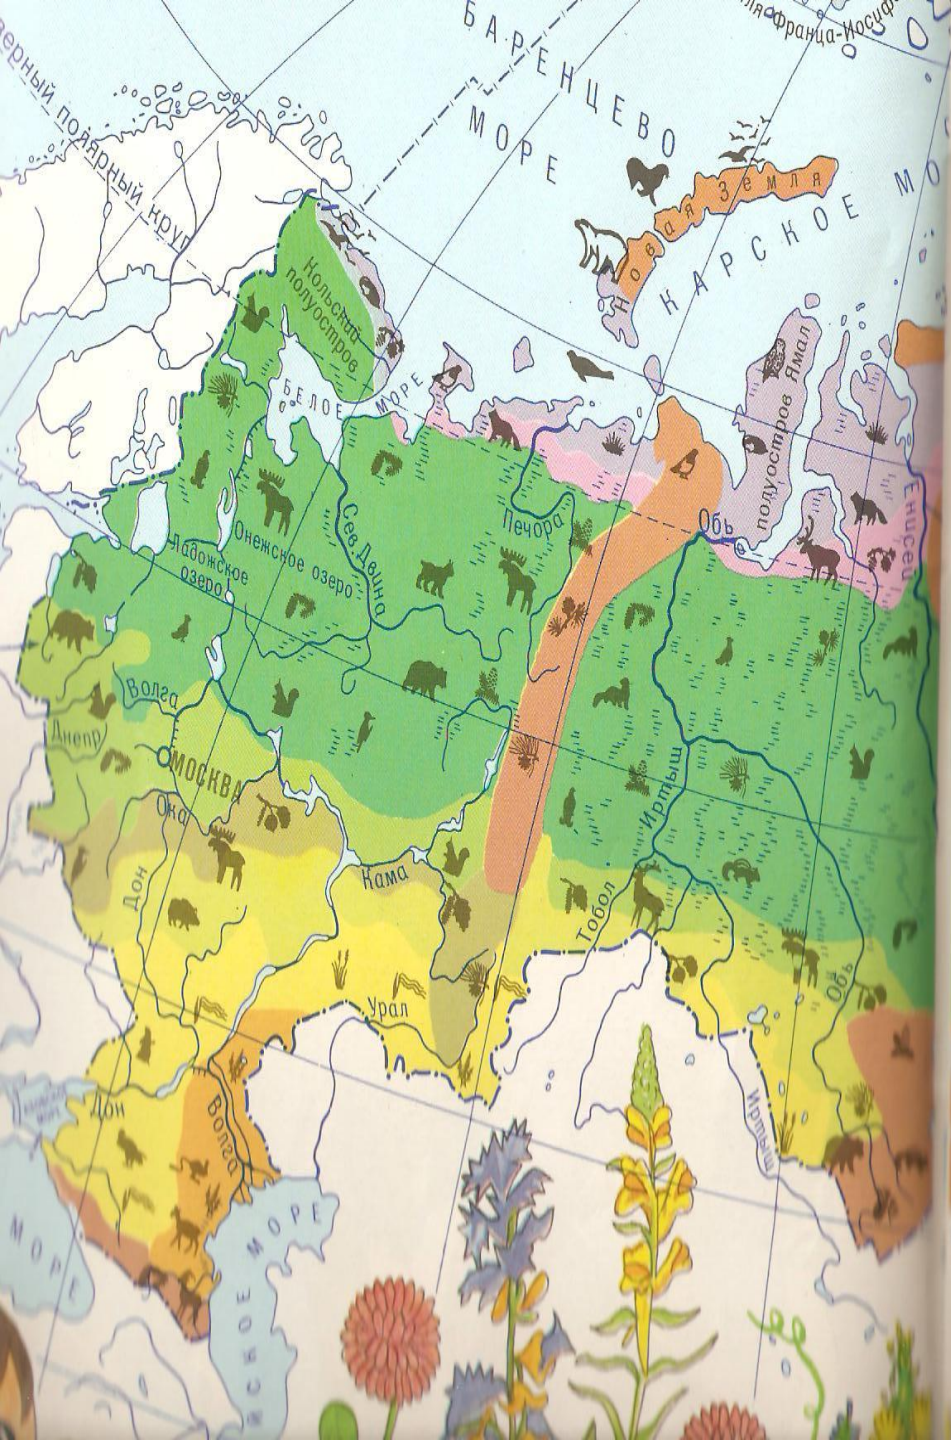 Франца-Иосифа
БАРЕНЦЕВО
МОРЕ
полярный круг
Новая Земля
КАРСКОЕ МО
Кольский
полуостров
БЕЛОЕ МОРЕ
полуостров Ямал
Енисей
Обь
Печора
Сев. Двина
Онежское озеро
Ладожское
озеро
Волга
Днепр
МОСКВА
Ока
Дон
Кама
Иртыш
Тобол
Обь
Урал
Дон
Волга
Иртыш
МОРЕ
МОРЕ